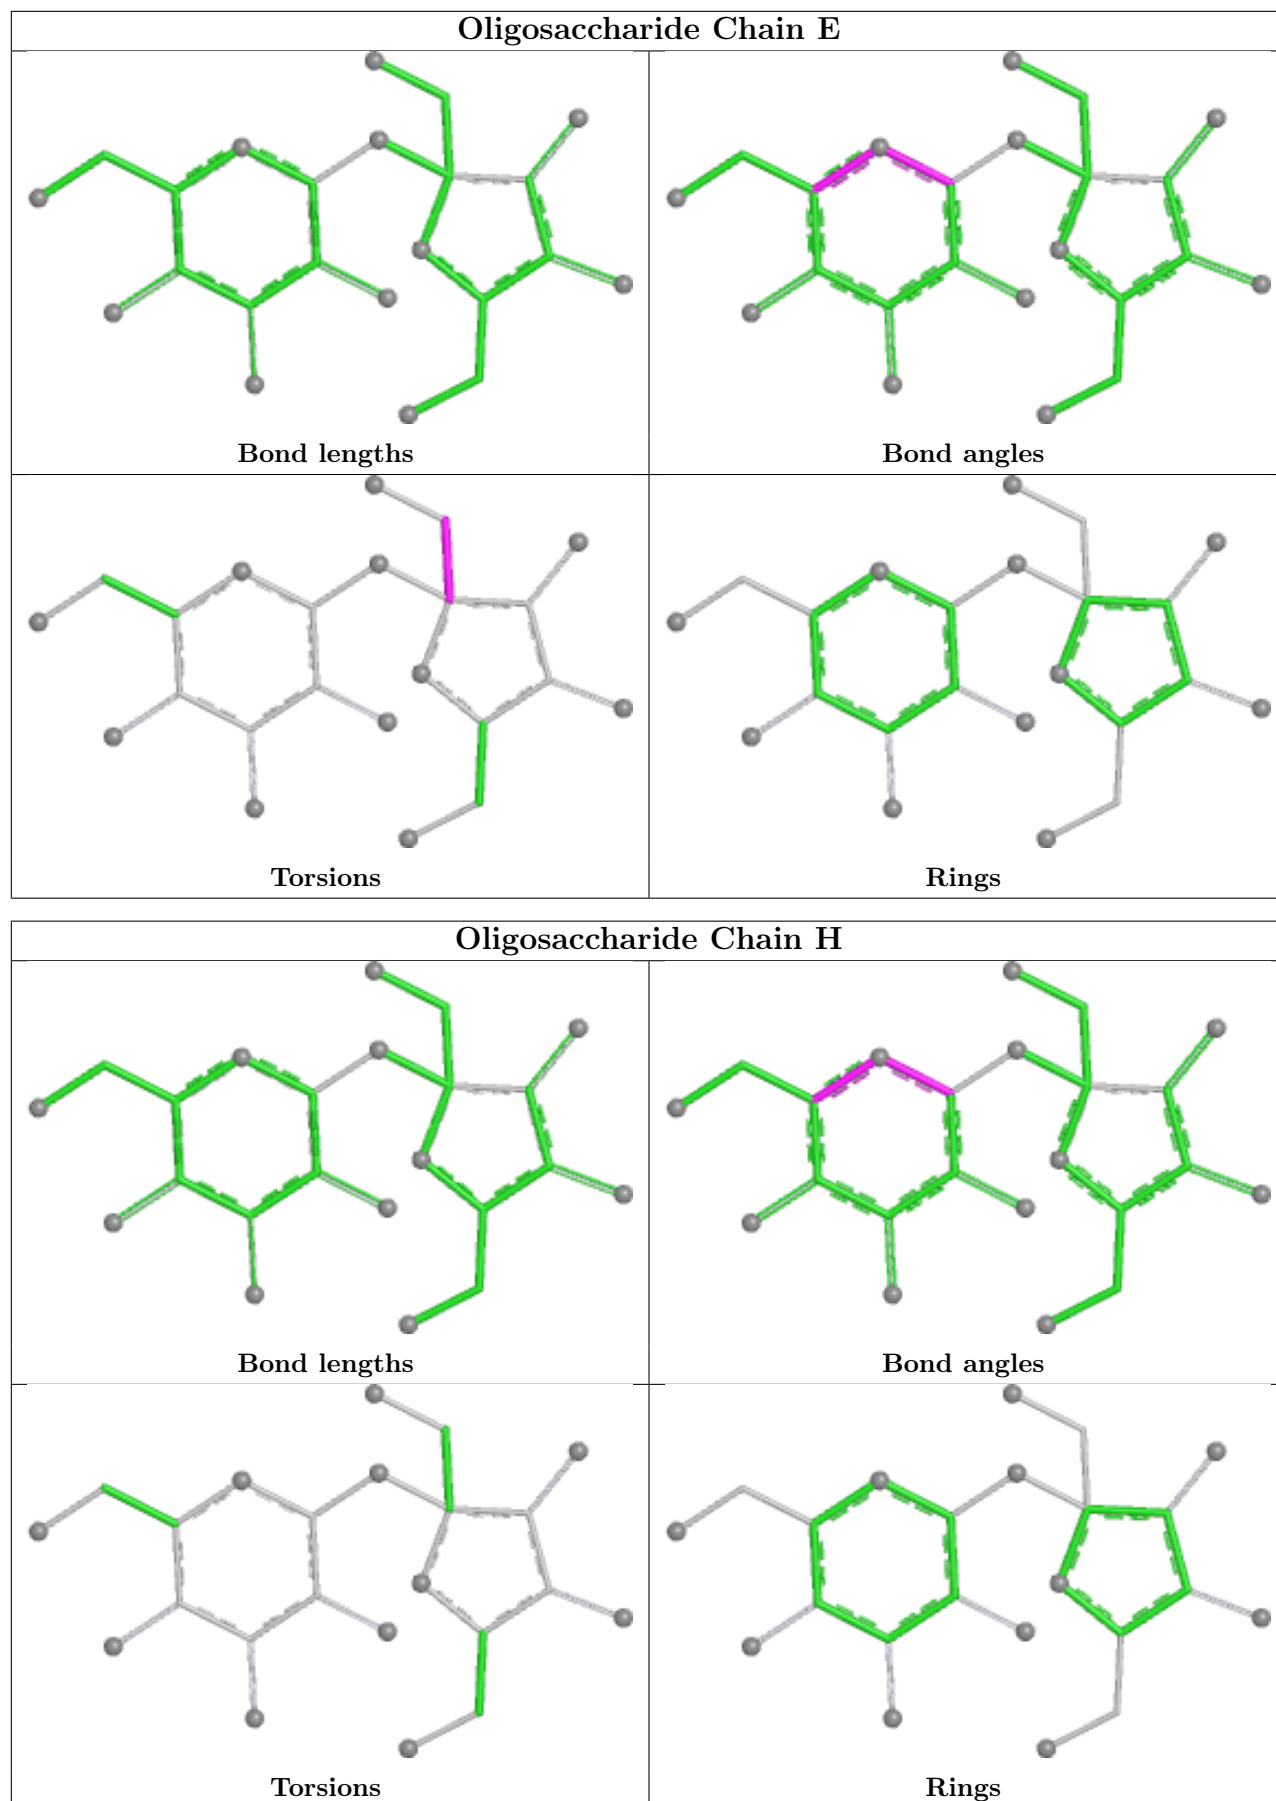 Oligosaccharide Chain E
Bond lengths
Bond angles
Torsions
Rings
Oligosaccharide Chain H
Bond lengths
Bond angles
Torsions
Rings